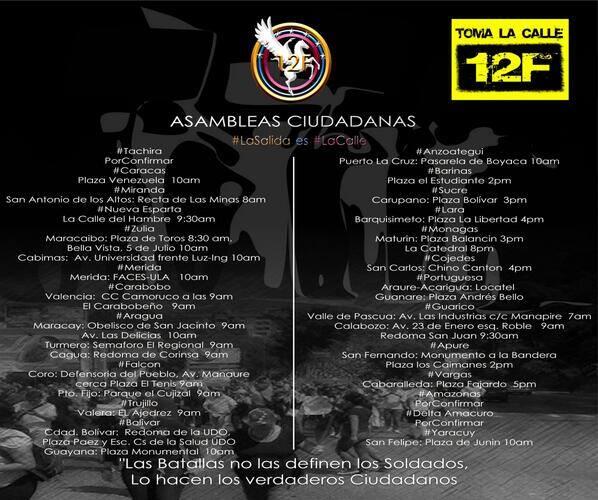 12F
TOMA LA CALLE
12F
ASAMBLEAS CIUDADANAS
#LaSalida es #LaCalle
#Tachira
PorConfirmar
#Caracas
Plaza Venezuela 10am
#Miranda
San Antonio de los Altos: Recta de Las Minas 8am
#Nueva Esparta
La Calle del Hambre 9:30am
#Zulia
Maracaibo: Plaza de Toros 8:30 am,
Bella Vista, 5 de Julio 10am
Cabimas: Av. Universidad frente Luz-Ing 10am
#Merida
Merida: FACES-ULA 10am
#Carabobo
Valencia: CC Camoruco a las 9am
El Carabobeño 9am
#Aragua
Maracay: Obelisco de San Jacinto 9am
Av. Las Delicias 10am
Turmero: Semaforo El Regional 9am
Cagua: Redoma de Corinsa 9am
#Falcon
Coro: Defensoria del Pueblo, Av. Manaure
cerca Plaza El Tenis 9am
Pto. Fijo: Parque el Cujizal 9am
#Trujillo
Valera: El Ajedrez 9am
#Bolivar
Cdad. Bolivar: Redoma de la UDO,
Plaza Paez y Esc. Cs de la Salud UDO
Guayana: Plaza Monumental 10am
#Anzoategui
Puerto La Cruz: Pasarela de Boyaca 10am
#Barinas
Plaza el Estudiante 2pm
#Sucre
Carupano: Plaza Bolívar 3pm
#Lara
Barquisimeto: Plaza La Libertad 4pm
#Monagas
Maturin: Plaza Balancin 3pm
La Catedral 8pm
#Cojedes
San Carlos: Chino Canton 4pm
#Portuguesa
Araure-Acarigua: Locatel
Guanare: Plaza Andrés Bello
#Guarico
Valle de Pascua: Av. Las Industrias c/c Manapire 7am
Calabozo: Av. 23 de Enero esq. Roble 9am
Redoma San Juan 9:30am
#Apure
San Fernando: Monumento a la Bandera
Plaza los Caimanes 2pm
#Vargas
Cabaralleda: Plaza Fajardo 5pm
#Amazonas
PorConfirmar
#Delta Amacuro
PorConfirmar
#Yaracuy
San Felipe: Plaza de Junin 10am
"Las Batallas no las definen los Soldados,
Lo hacen los verdaderos Ciudadanos